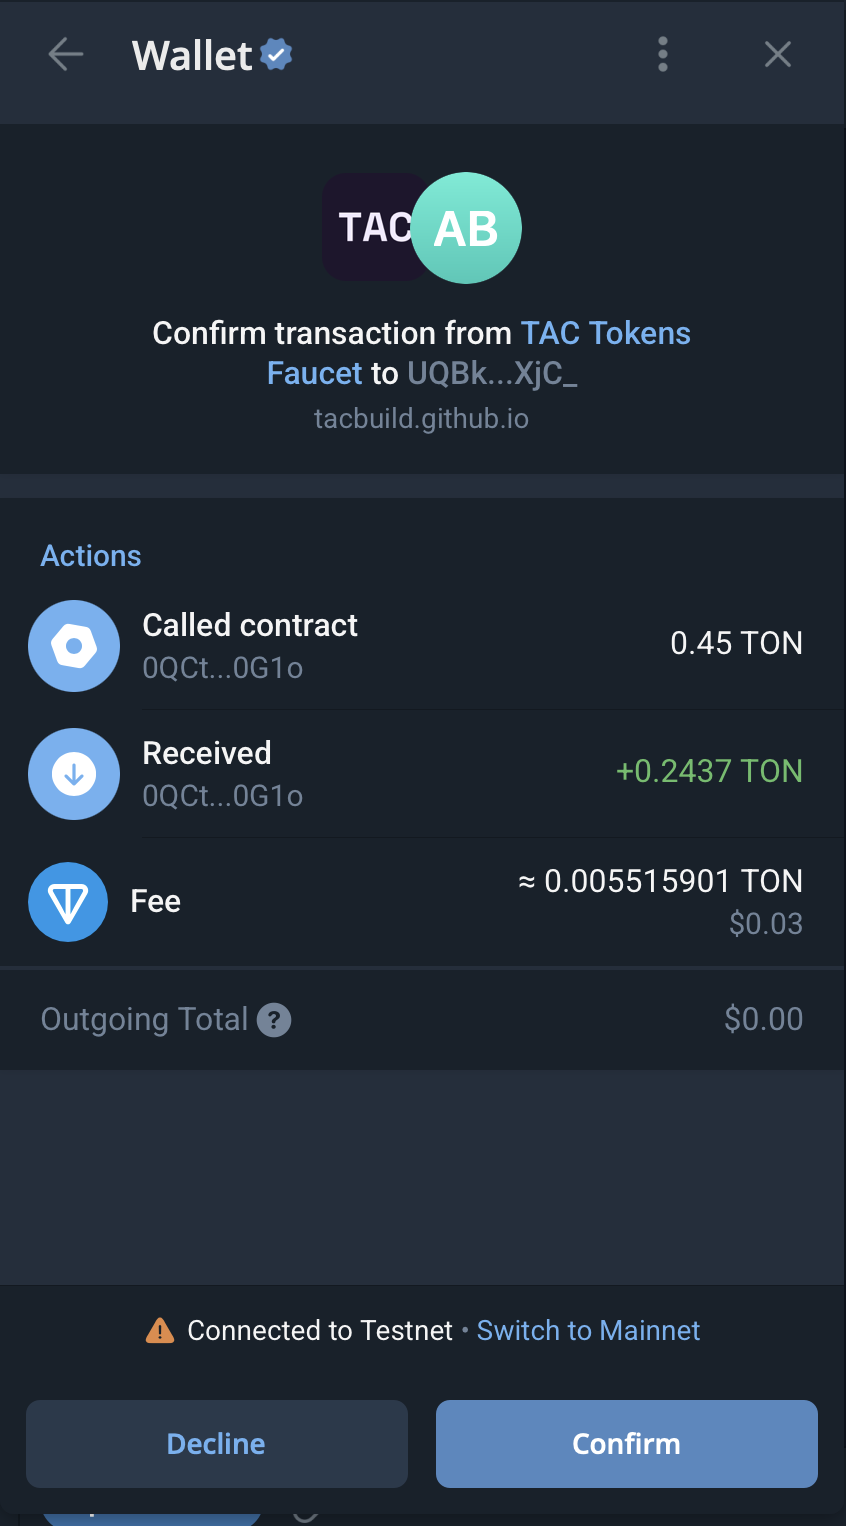 Wallet
TAC AB
Confirm transaction from TAC Tokens
Faucet to UQBk...XjC_
tacbuild.github.io
Actions
Called contract
0QCt...0G1o
0.45 TON
Received
0QCt...0G1o
+0.2437 TON
Fee
≈ 0.005515901 TON
$0.03
Outgoing Total ?
$0.00
Connected to Testnet • Switch to Mainnet
Decline
Confirm